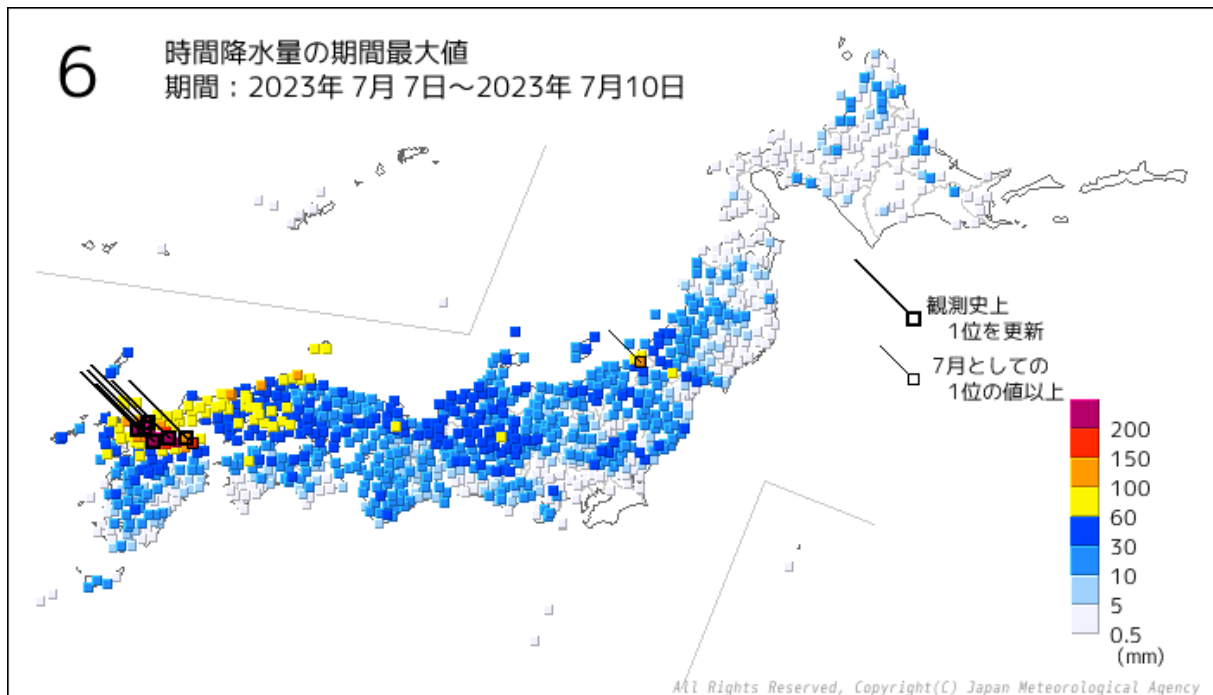 6 時間降水量の期間最大値
期間：2023年 7月 7日～2023年 7月10日
観測史上
1位を更新
7月としての
1位の値以上
200
150
100
60
30
10
5
0.5
(mm)
All Rights Reserved, Copyright(C) Japan Meteorological Agency